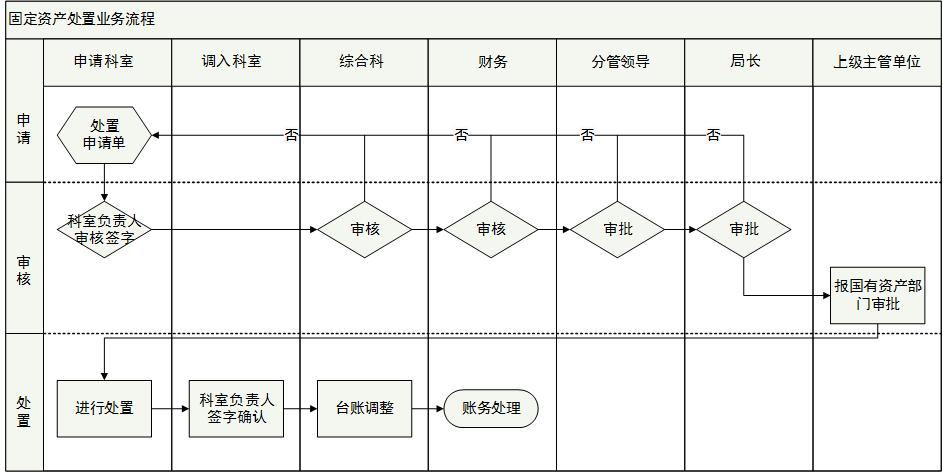 固定资产处置业务流程
申请科室
调入科室
综合科
财务
分管领导
局长
上级主管单位
申
请
处置
申请单
否
否
否
否
审
核
科室负责人
审核签字
审核
审核
审批
审批
报国有资产部
门审批
处
置
进行处置
科室负责人
签字确认
台账调整
账务处理